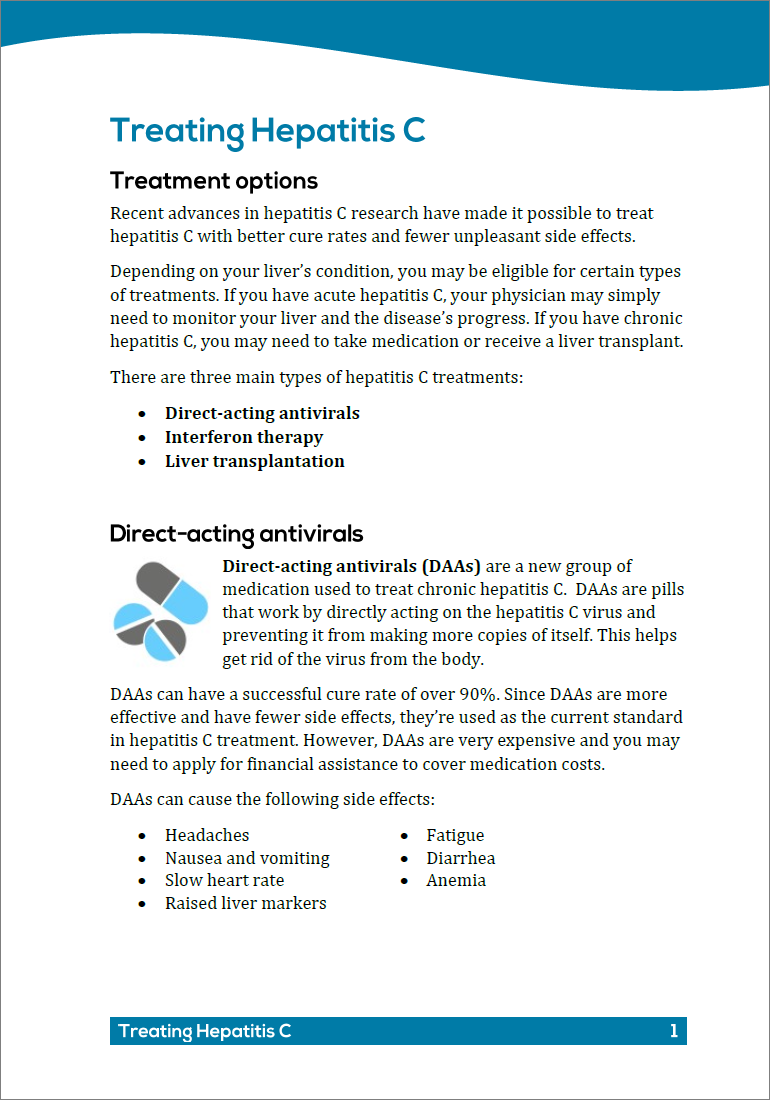 Treating Hepatitis C
Treatment options
Recent advances in hepatitis C research have made it possible to treat
hepatitis C with better cure rates and fewer unpleasant side effects.
Depending on your liver’s condition, you may be eligible for certain types
of treatments. If you have acute hepatitis C, your physician may simply
need to monitor your liver and the disease’s progress. If you have chronic
hepatitis C, you may need to take medication or receive a liver transplant.
There are three main types of hepatitis C treatments:
• Direct-acting antivirals
• Interferon therapy
• Liver transplantation
Direct-acting antivirals
Direct-acting antivirals (DAAs) are a new group of
medication used to treat chronic hepatitis C.  DAAs are pills
that work by directly acting on the hepatitis C virus and
preventing it from making more copies of itself. This helps
get rid of the virus from the body.
DAAs can have a successful cure rate of over 90%. Since DAAs are more
effective and have fewer side effects, they’re used as the current standard
in hepatitis C treatment. However, DAAs are very expensive and you may
need to apply for financial assistance to cover medication costs.
DAAs can cause the following side effects:
• Headaches
• Nausea and vomiting
• Slow heart rate
• Raised liver markers
• Fatigue
• Diarrhea
• Anemia
Treating Hepatitis C 1